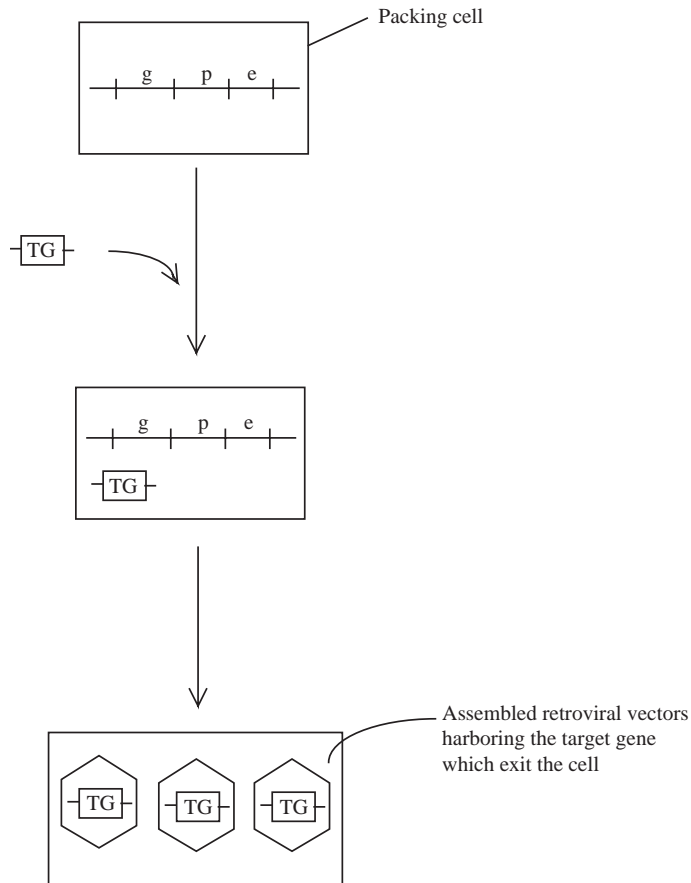 Packing cell
g p e
TG
g p e
TG
Assembled retroviral vectors
harboring the target gene
which exit the cell
TG TG TG